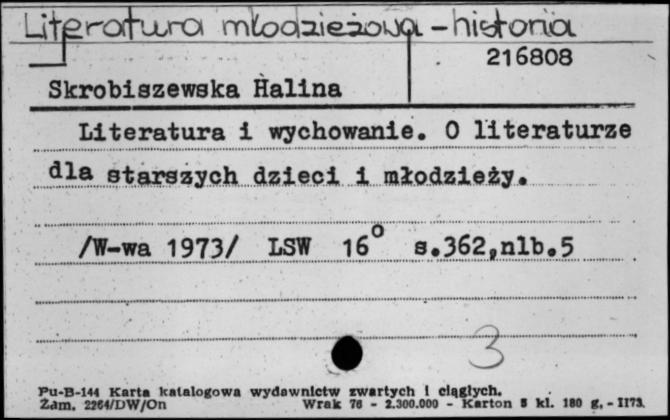 Literatura młodzieżowa - historia
216808
Skrobiszewska Halina
Literatura i wychowanie. O literaturze
dla starszych dzieci i młodzieży.
/W-wa 1973/ LSW 16° s.362,nlb.5
3
Pu-B-144 Karta katalogowa wydawnictw zwartych i ciągłych.
Zam. 2264/DW/On Wrak 76 - 2.300.000 - Karton 5 kl. 180 g. - II73.